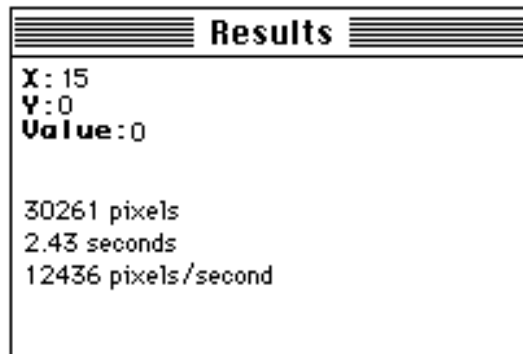 Results
X: 15
Y: 0
Value: 0
30261 pixels
2.43 seconds
12436 pixels/second